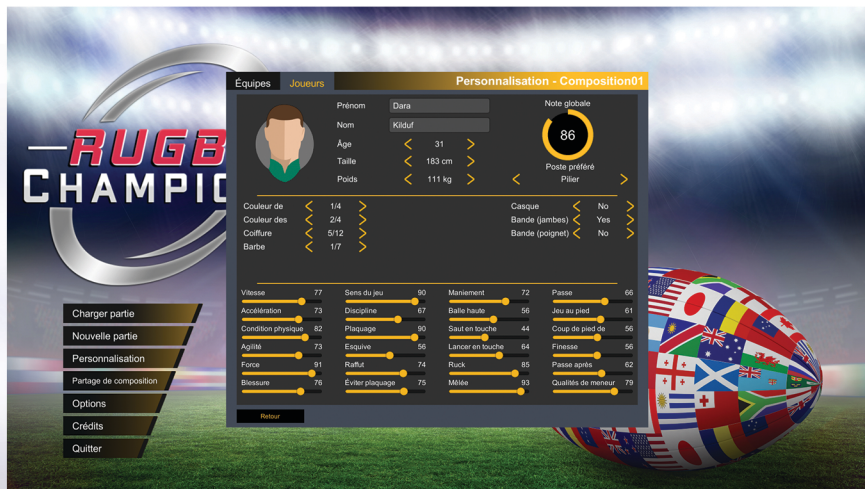 RUGB
CHAMPIO
Équipes Joueurs Personnalisation - Composition01
Prénom Dara
Nom Kilduf
Âge 31
Taille 183 cm
Poids 111 kg
Note globale
86
Poste préféré
Pilier
Couleur de 1/4
Couleur des 2/4
Coiffure 5/12
Barbe 1/7
Casque No
Bande (jambes) Yes
Bande (poignet) No
Vitesse 77 Sens du jeu 90 Maniement 72 Passe 66
Accélération 73 Discipline 67 Balle haute 56 Jeu au pied 61
Condition physique 82 Plaquage 90 Saut en touche 44 Coup de pied de 56
Agilité 73 Esquive 56 Lancer en touche 64 Finesse 56
Force 91 Raffut 74 Ruck 85 Passe après 62
Blessure 76 Éviter plaquage 75 Mêlée 93 Qualités de meneur 79
Retour
Charger partie
Nouvelle partie
Personnalisation
Partage de composition
Options
Crédits
Quitter